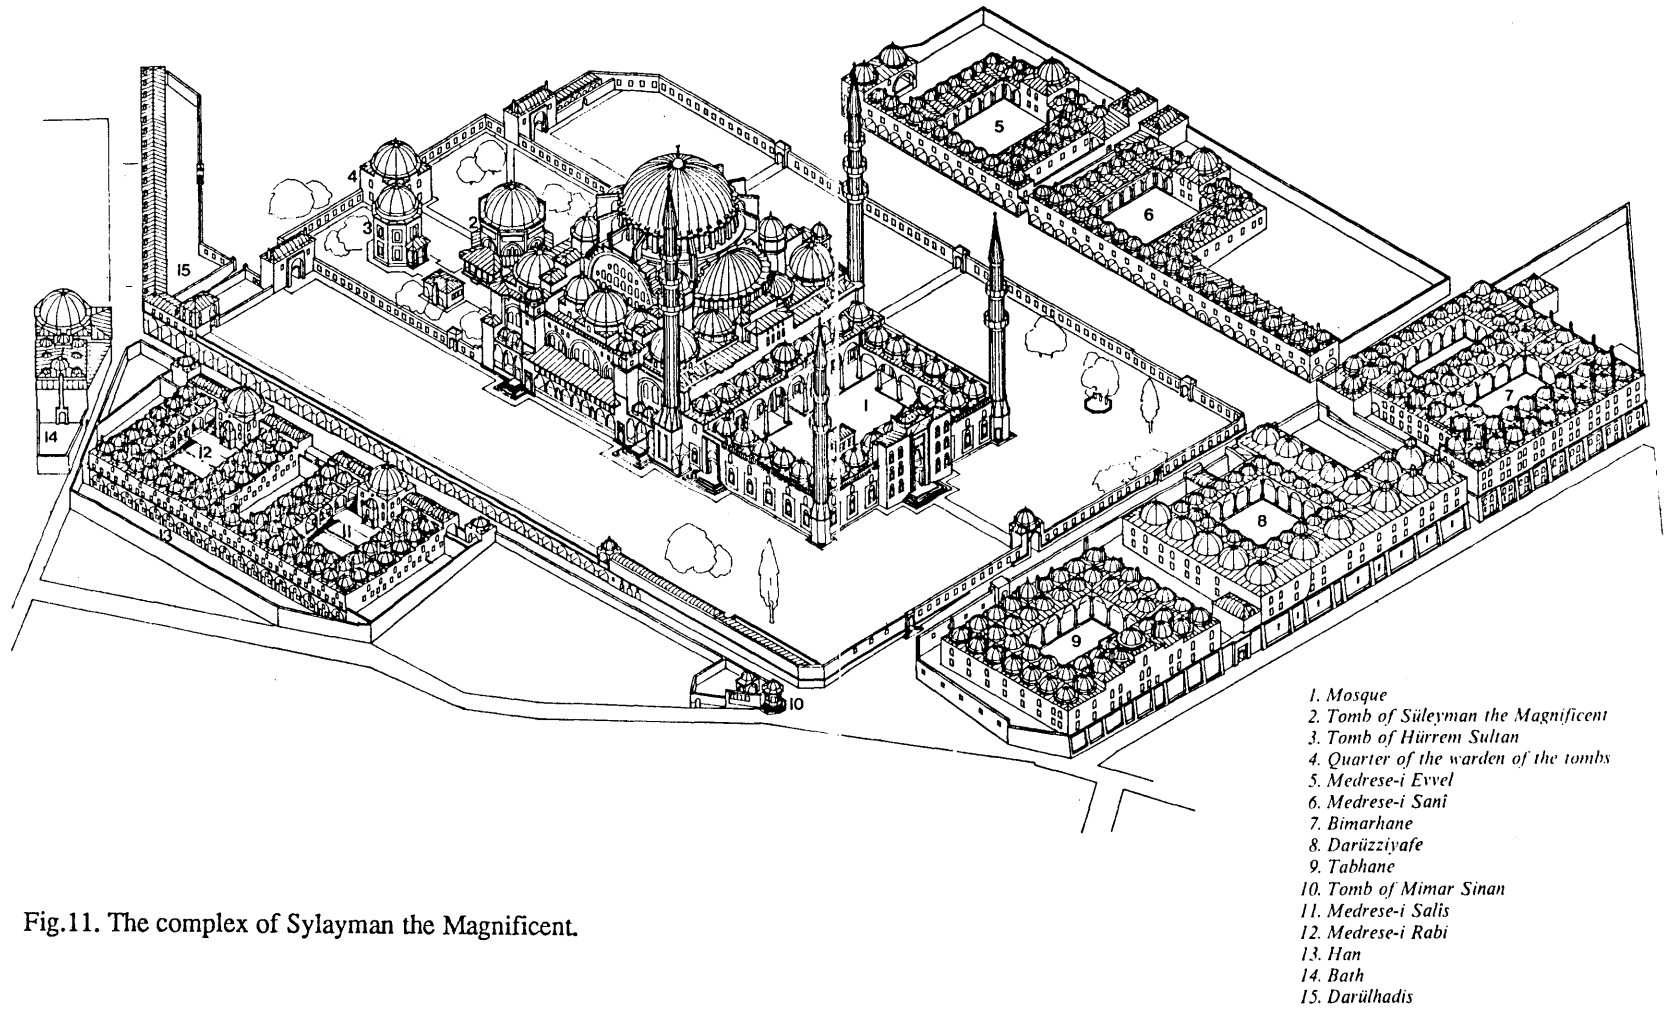 5
6
4
2
3
15
1
7
14
12
11
8
13
9
10
1. Mosque
2. Tomb of Süleyman the Magnificent
3. Tomb of Hürrem Sultan
4. Quarter of the warden of the tombs
5. Medrese-i Evvel
6. Medrese-i Sanî
7. Bimarhane
8. Darüzziyafe
9. Tabhane
10. Tomb of Mimar Sinan
11. Medrese-i Salis
12. Medrese-i Rabi
13. Han
14. Bath
15. Darülhadis
Fig.11. The complex of Sylayman the Magnificent.